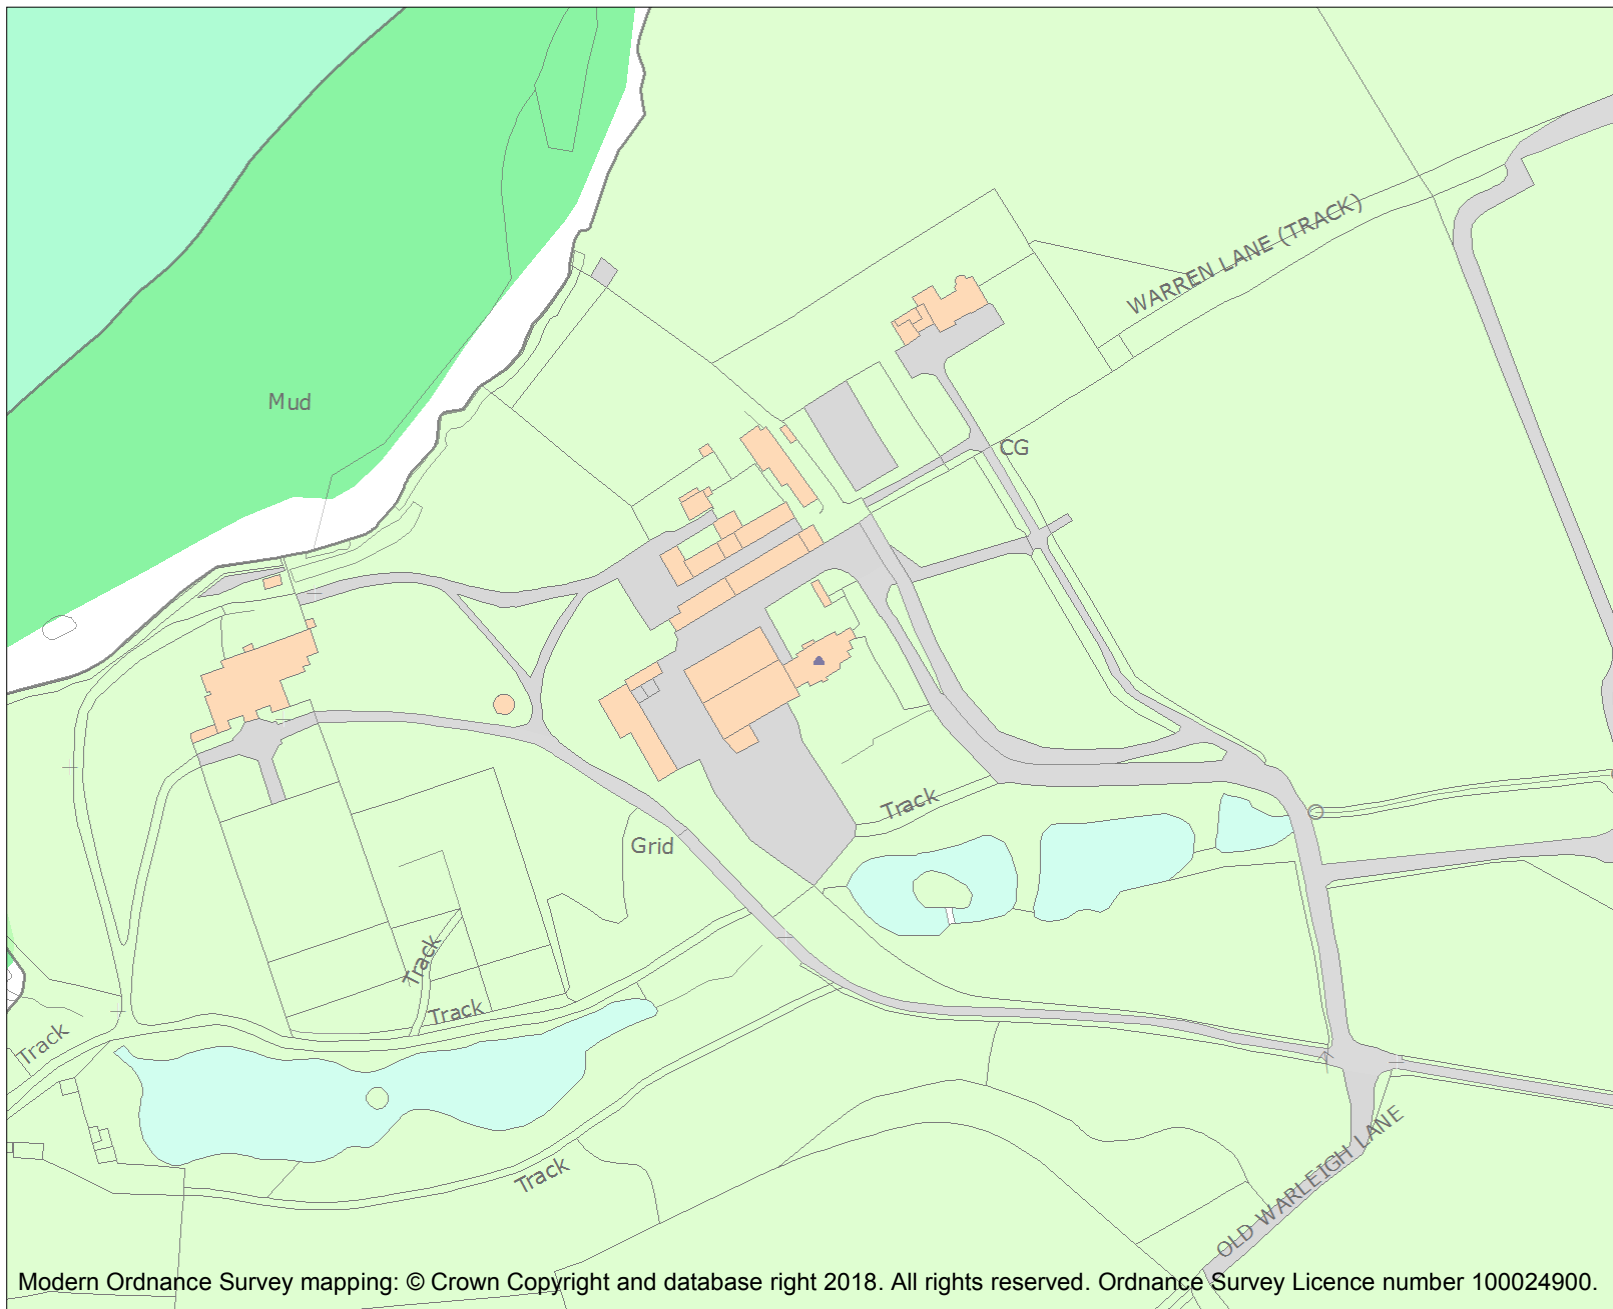 WARREN LANE (TRACK)
Mud
CG
Track
Grid
Track
Track
Track
Track
OLD WARLEIGH LANE
Modern Ordnance Survey mapping: © Crown Copyright and database right 2018. All rights reserved. Ordnance Survey Licence number 100024900.